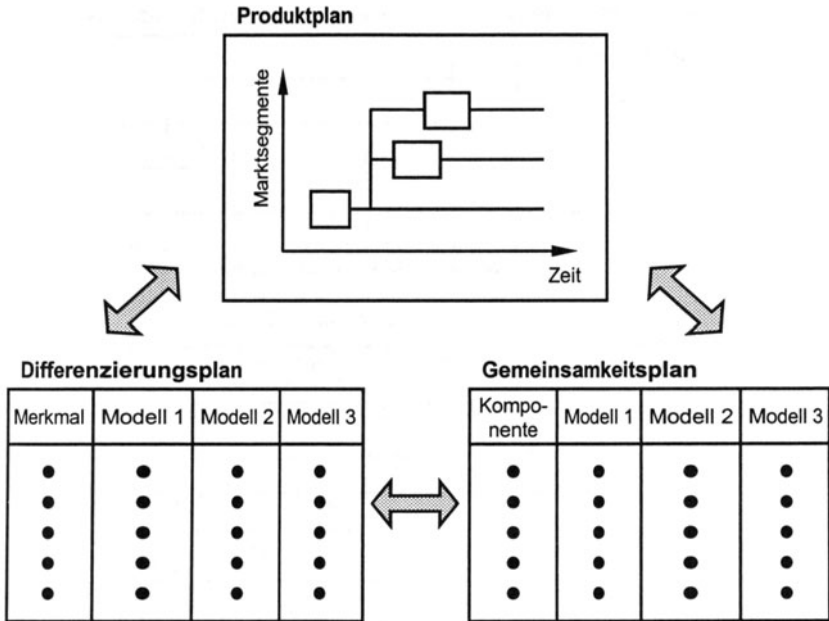 Produktplan
Marktsegmente
Zeit
Differenzierungsplan
Merkmal Modell 1 Modell 2 Modell 3
Gemeinsamkeitsplan
Kompo-
nente Modell 1 Modell 2 Modell 3